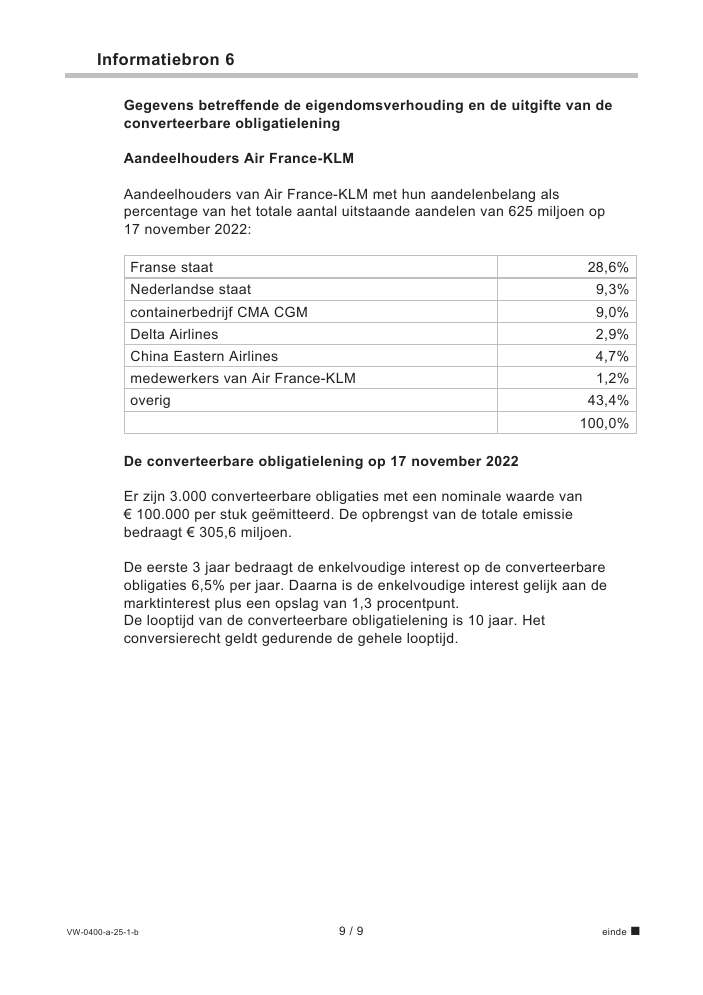 Informatiebron 6
Gegevens betreffende de eigendomsverhouding en de uitgifte van de
converteerbare obligatielening
Aandeelhouders Air France-KLM
Aandeelhouders van Air France-KLM met hun aandelenbelang als
percentage van het totale aantal uitstaande aandelen van 625 miljoen op
17 november 2022:
Franse staat 28,6%
Nederlandse staat 9,3%
containerbedrijf CMA CGM 9,0%
Delta Airlines 2,9%
China Eastern Airlines 4,7%
medewerkers van Air France-KLM 1,2%
overig 43,4%
100,0%
De converteerbare obligatielening op 17 november 2022
Er zijn 3.000 converteerbare obligaties met een nominale waarde van
€ 100.000 per stuk geëmitteerd. De opbrengst van de totale emissie
bedraagt € 305,6 miljoen.
De eerste 3 jaar bedraagt de enkelvoudige interest op de converteerbare
obligaties 6,5% per jaar. Daarna is de enkelvoudige interest gelijk aan de
marktinterest plus een opslag van 1,3 procentpunt.
De looptijd van de converteerbare obligatielening is 10 jaar. Het
conversierecht geldt gedurende de gehele looptijd.
VW-0400-a-25-1-b 9 / 9 einde ■